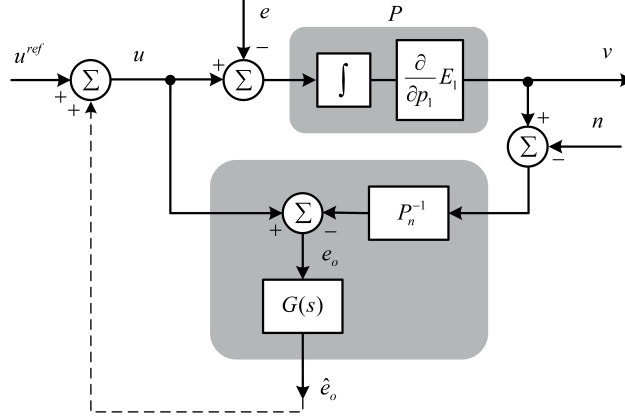 e
P
u^ref
u
+
−
∑
+
+
∑
∫
∂/∂p₁ E₁
v
+
n
∑
−
P_n^{-1}
∑
+
−
e_o
G(s)
ê_o